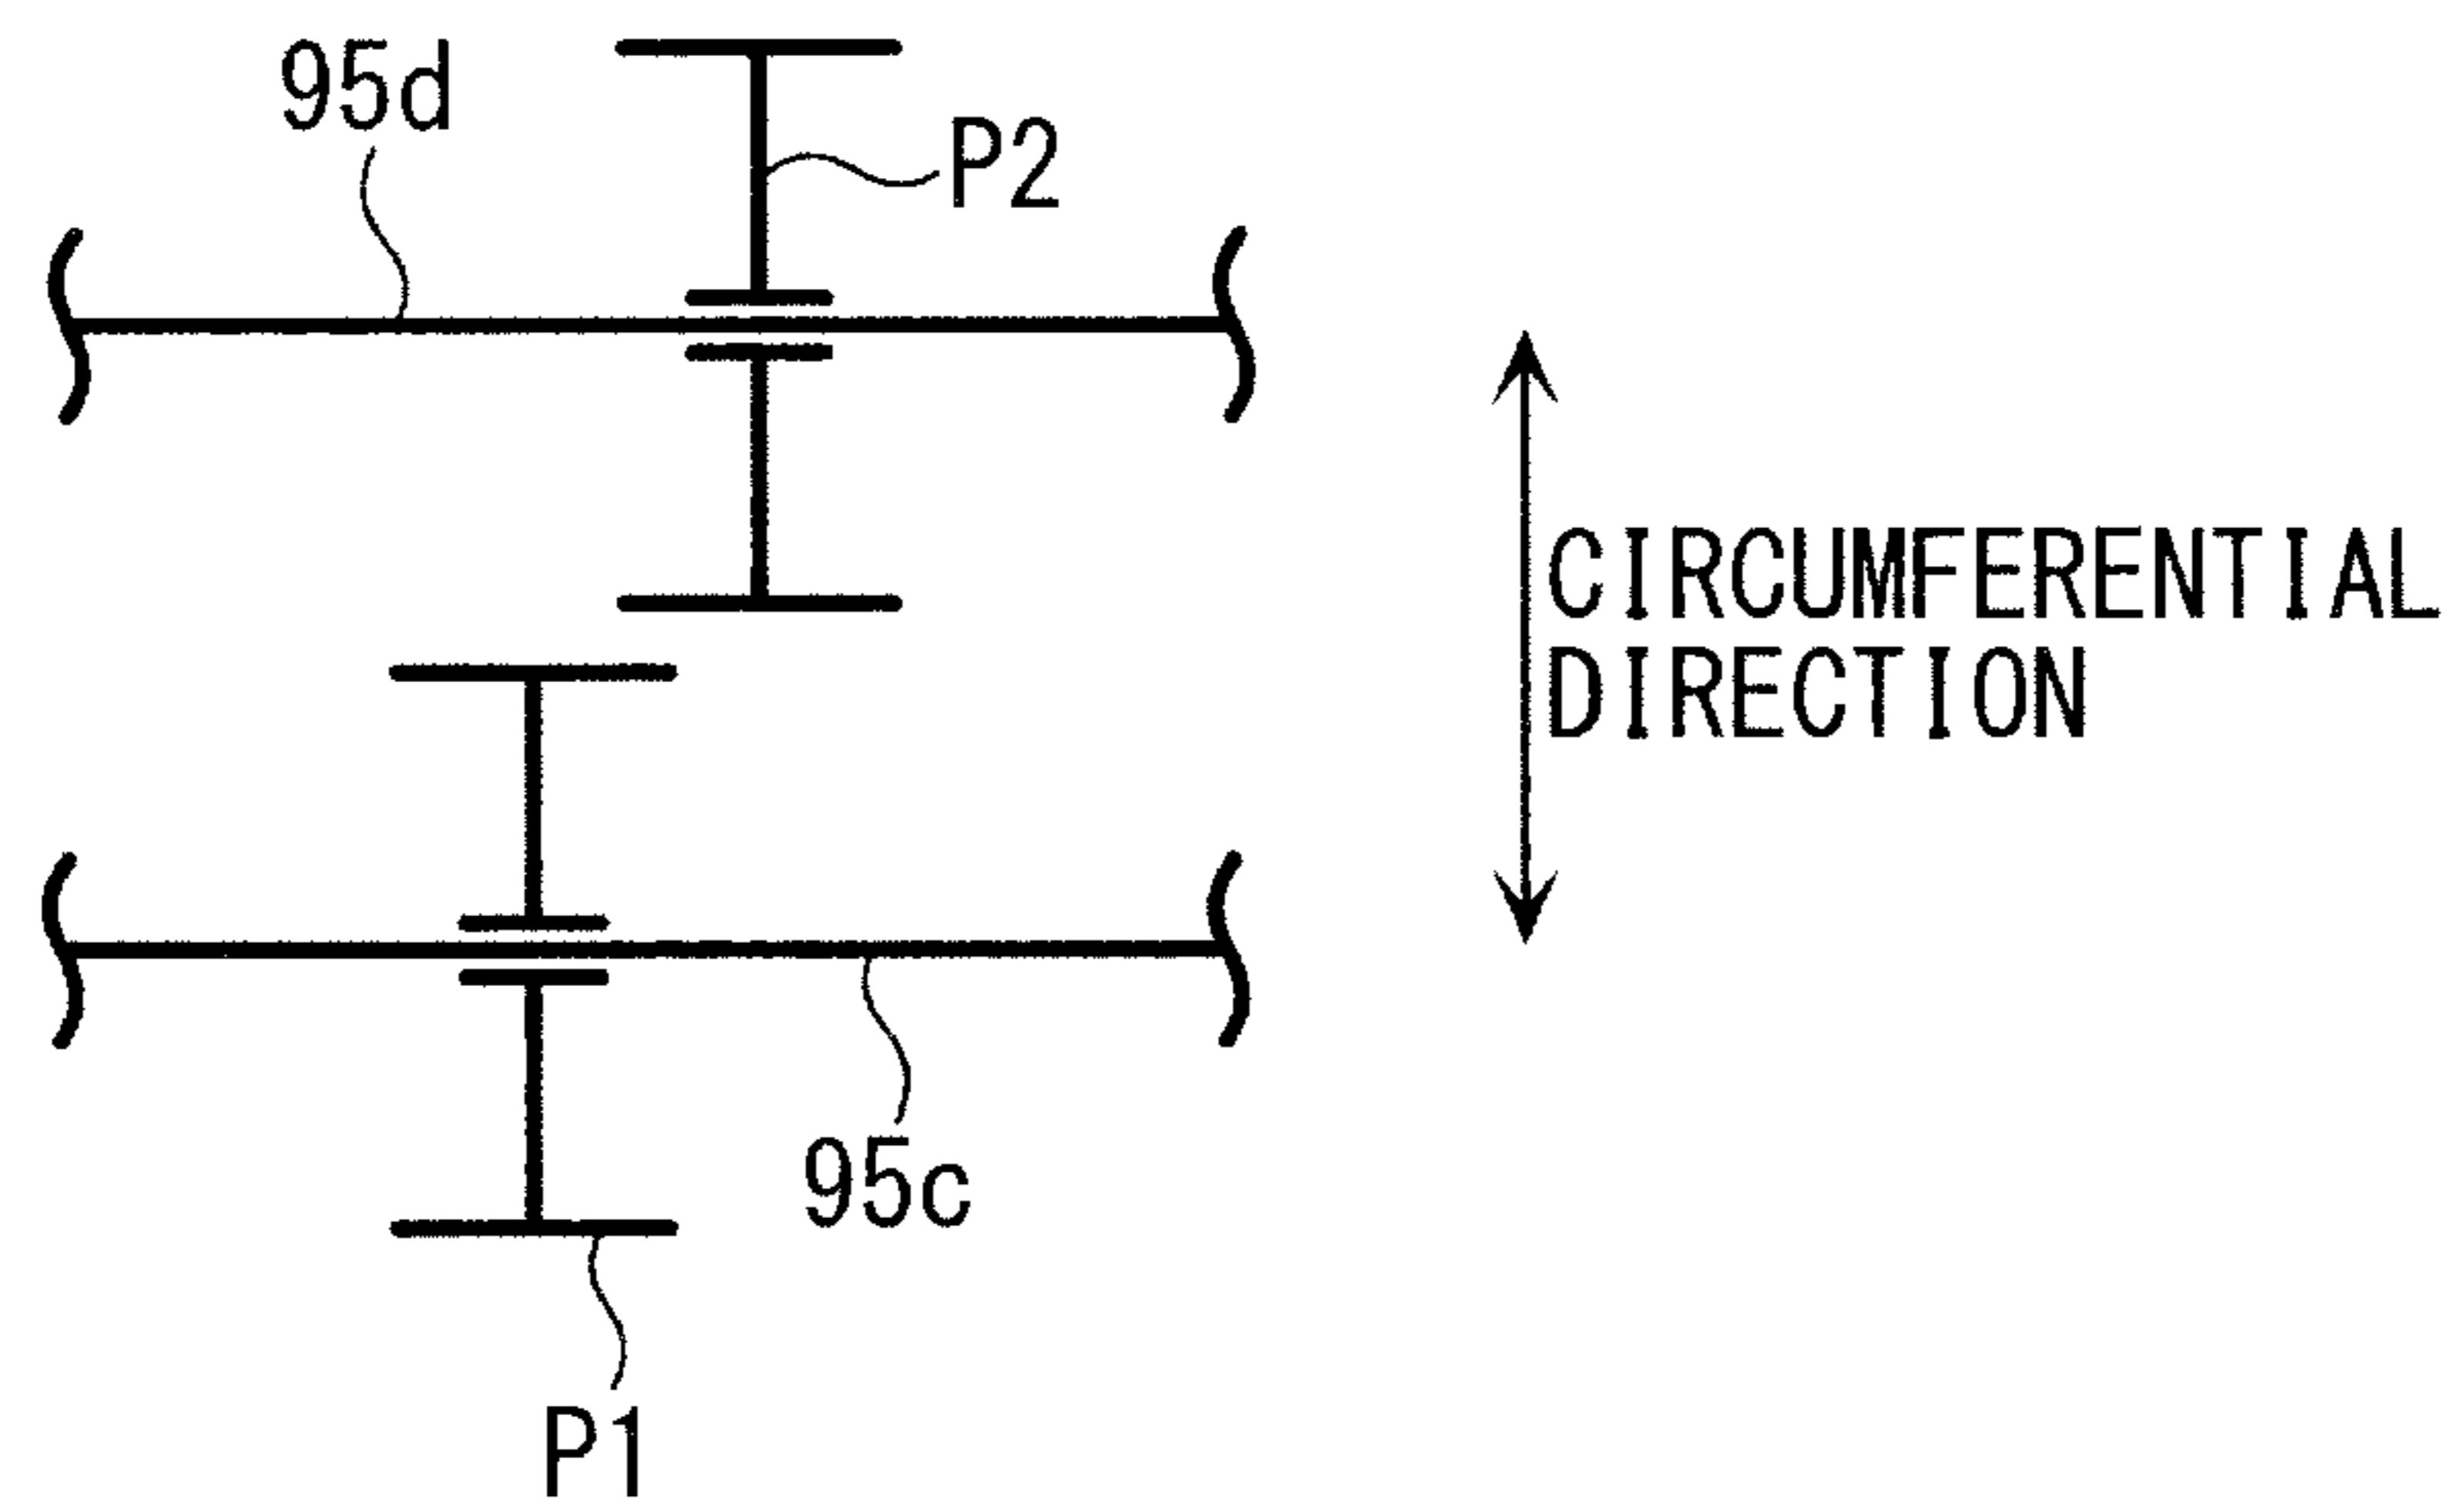 95d
P2
CIRCUMFERENTIAL
DIRECTION
95c
P1